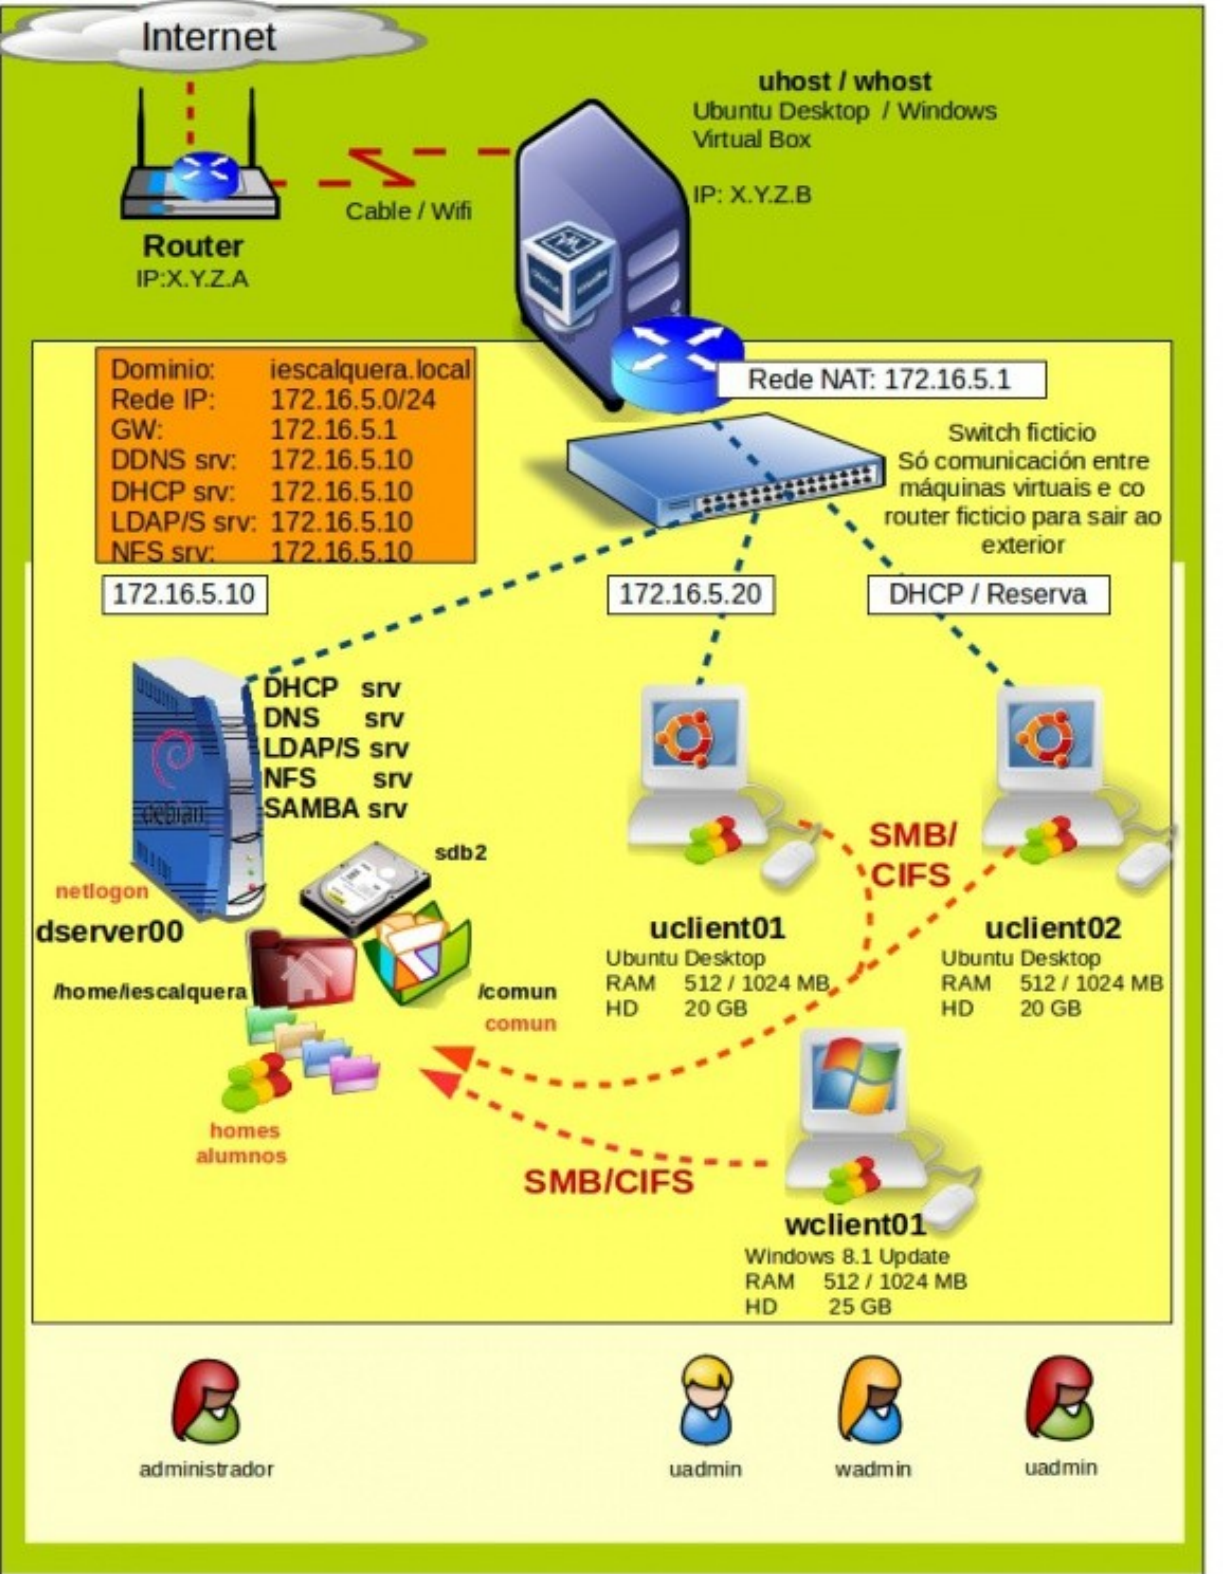 Internet
uhost / whost
Ubuntu Desktop / Windows
Virtual Box
IP: X.Y.Z.B
Cable / Wifi
Router
IP:X.Y.Z.A
Dominio: iescalquera.local
Rede IP: 172.16.5.0/24
GW: 172.16.5.1
DDNS srv: 172.16.5.10
DHCP srv: 172.16.5.10
LDAP/S srv: 172.16.5.10
NFS srv: 172.16.5.10
Rede NAT: 172.16.5.1
Switch ficticio
Só comunicación entre
máquinas virtuais e co
router ficticio para sair ao
exterior
172.16.5.10
172.16.5.20
DHCP / Reserva
DHCP srv
DNS srv
LDAP/S srv
NFS srv
SAMBA srv
debian
sdb2
netlogon
dserver00
/home/iescalquera
/comun
comun
homes
alumnos
SMB/
CIFS
uclient01
Ubuntu Desktop
RAM 512 / 1024 MB
HD 20 GB
uclient02
Ubuntu Desktop
RAM 512 / 1024 MB
HD 20 GB
SMB/CIFS
wclient01
Windows 8.1 Update
RAM 512 / 1024 MB
HD 25 GB
administrador
uadmin
wadmin
uadmin